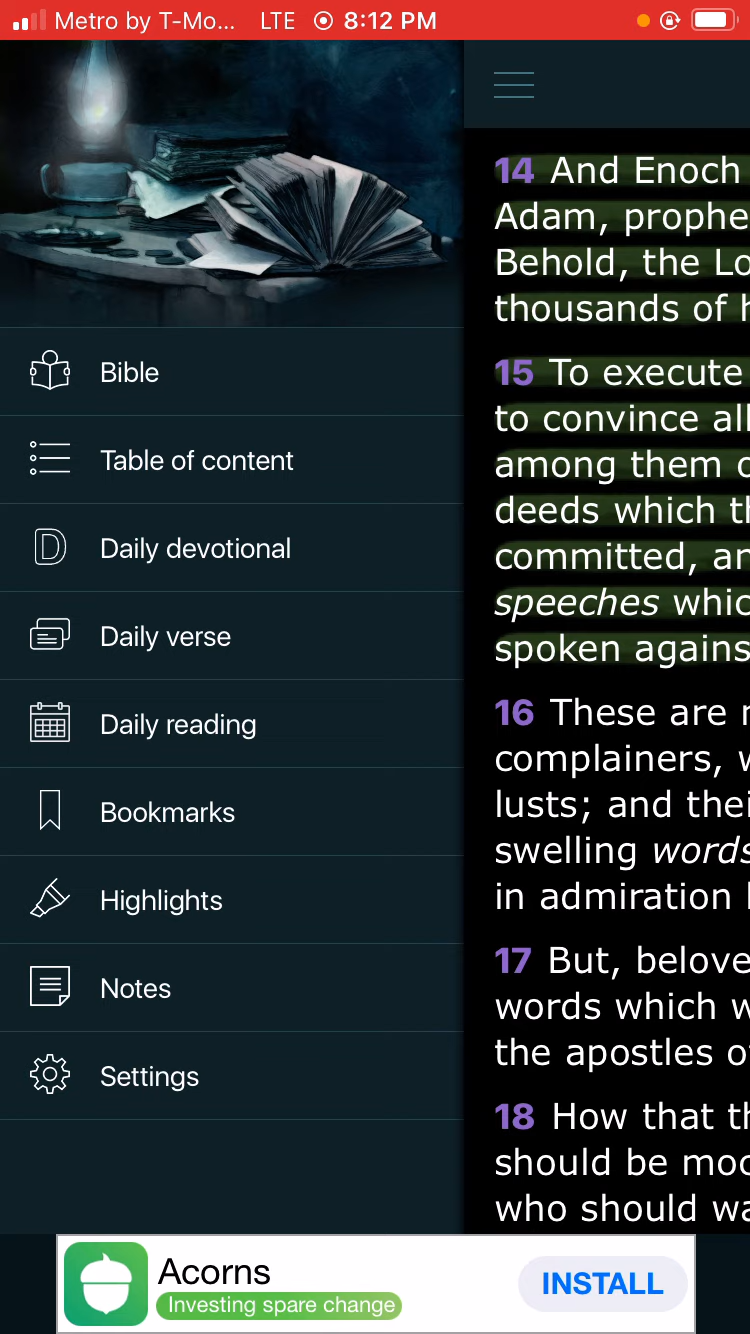 Metro by T-Mo... LTE 8:12 PM
Bible
Table of content
Daily devotional
Daily verse
Daily reading
Bookmarks
Highlights
Notes
Settings
14 And Enoch
Adam, prophe
Behold, the Lo
thousands of h
15 To execute
to convince all
among them o
deeds which th
committed, an
speeches whic
spoken agains
16 These are m
complainers, w
lusts; and thei
swelling words
in admiration
17 But, belove
words which w
the apostles of
18 How that th
should be moc
who should wa
Acorns
Investing spare change
INSTALL